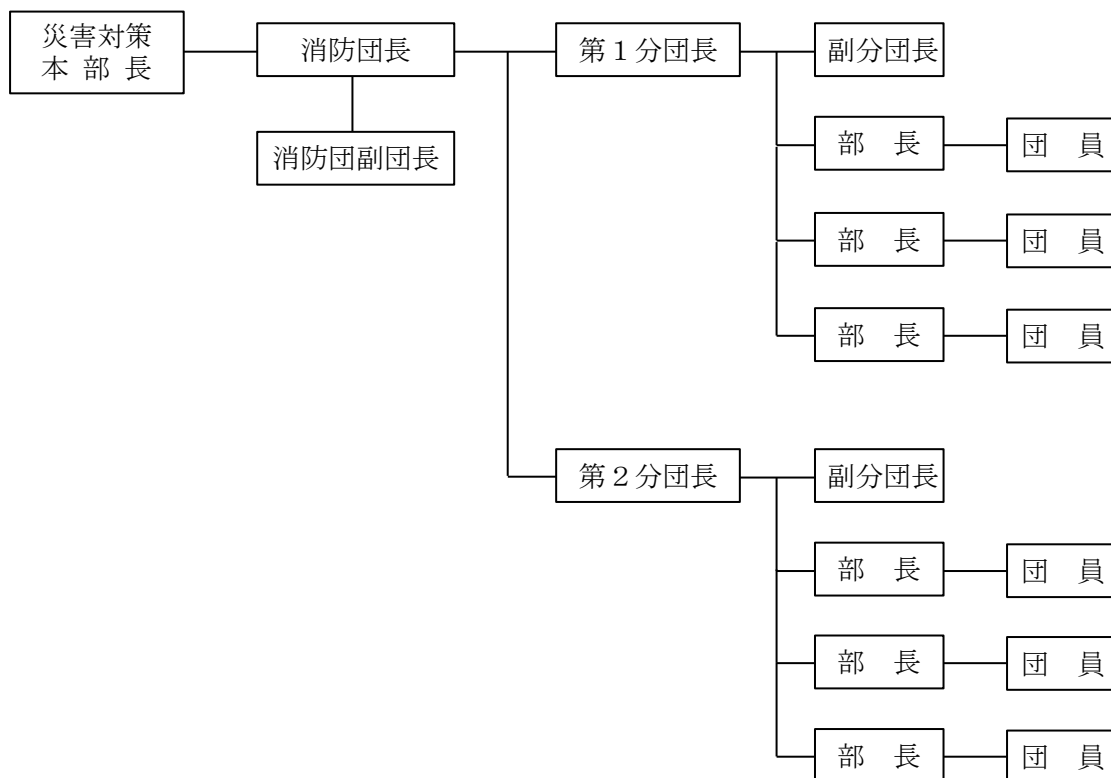 災害対策
本 部 長
消防団長
消防団副団長
第１分団長
副分団長
部　長
団　員
部　長
団　員
部　長
団　員
第２分団長
副分団長
部　長
団　員
部　長
団　員
部　長
団　員